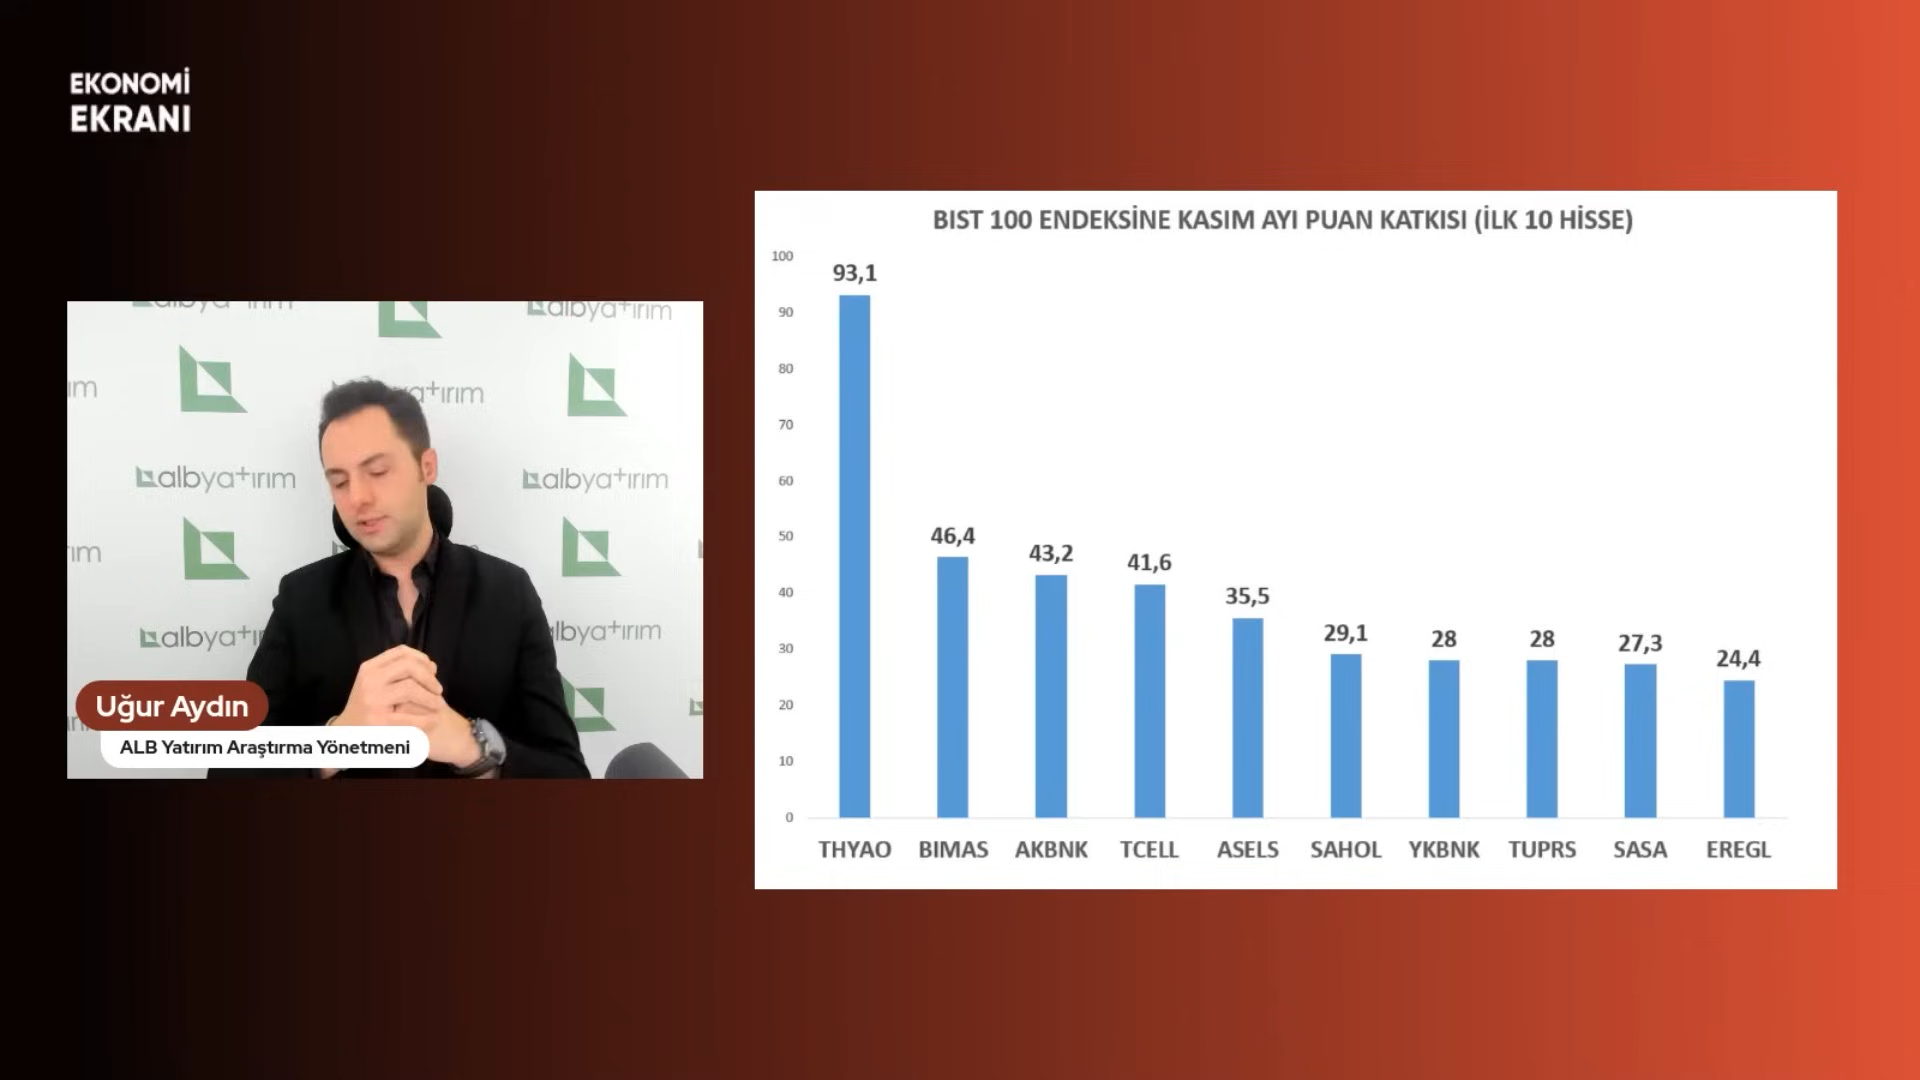 EKONOMİ
EKRANI
BIST 100 ENDEKSİNE KASIM AYI PUAN KATKISI (İLK 10 HİSSE)
100
90
80
70
60
50
40
30
20
10
0
93,1
46,4
43,2
41,6
35,5
29,1
28
28
27,3
24,4
THYAO BIMAS AKBNK TCELL ASELS SAHOL YKBNK TUPRS SASA EREGL
albyatırım
albyatırım
albyatırım
albyatırım
Uğur Aydın
ALB Yatırım Araştırma Yönetmeni